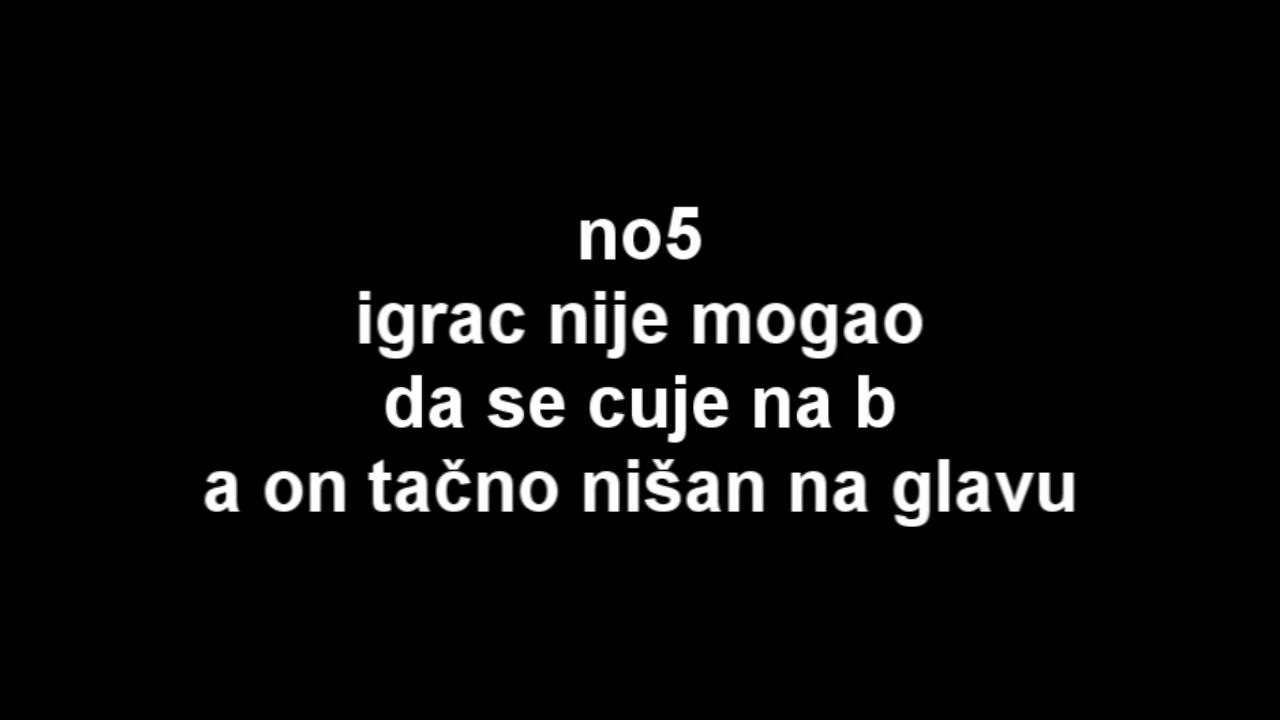 no5
igrac nije mogao
da se cuje na b
a on tačno nišan na glavu